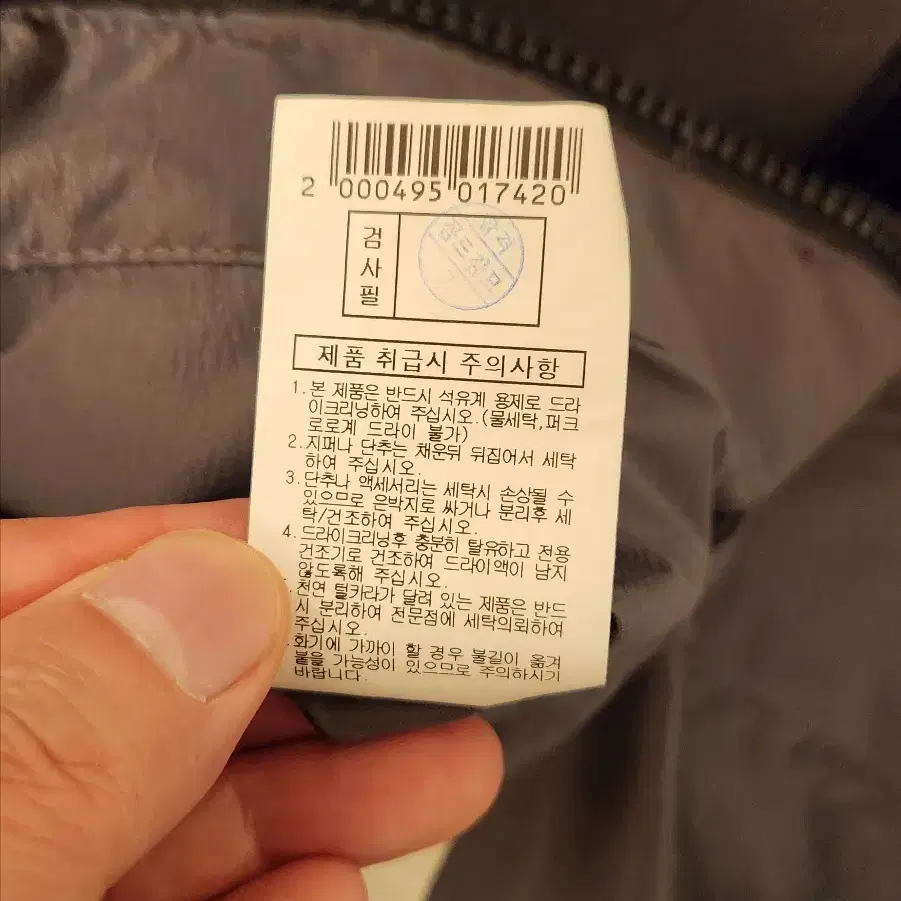 2 000495 017420
검사필
제품 취급시 주의사항
1. 본 제품은 반드시 석유계 용제로 드라
이크리닝하여 주십시오.(물세탁,퍼크
로로계 드라이 불가)
2. 지퍼나 단추는 채운뒤 뒤집어서 세탁
하여 주십시오.
3. 단추나 액세서리는 세탁시 손상될 수
있으므로 은박지로 싸거나 분리후 세
탁/건조하여 주십시오.
4. 드라이크리닝후 충분히 탈유하고 전용
건조기로 건조하여 드라이액이 남지
않도록해 주십시오.
천연 털카라가 달려 있는 제품은 반드
시 분리하여 전문점에 세탁의뢰하여
주십시오.
화기에 가까이 할 경우 불길이 옮겨
붙을 가능성이 있으므로 주의하시기
바랍니다.